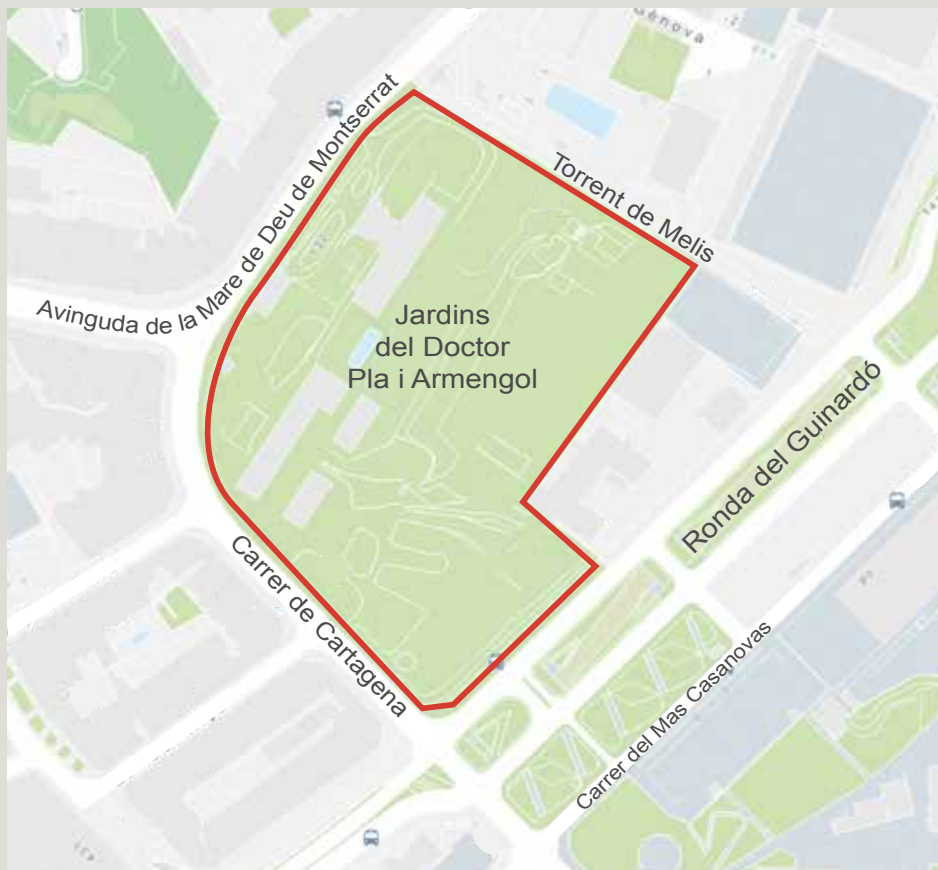 Gènova
Avinguda de la Mare de Deu de Montserrat
Torrent de Melis
Jardins
del Doctor
Pla i Armengol
Ronda del Guinardó
Carrer de Cartagena
Carrer del Mas Casanovas